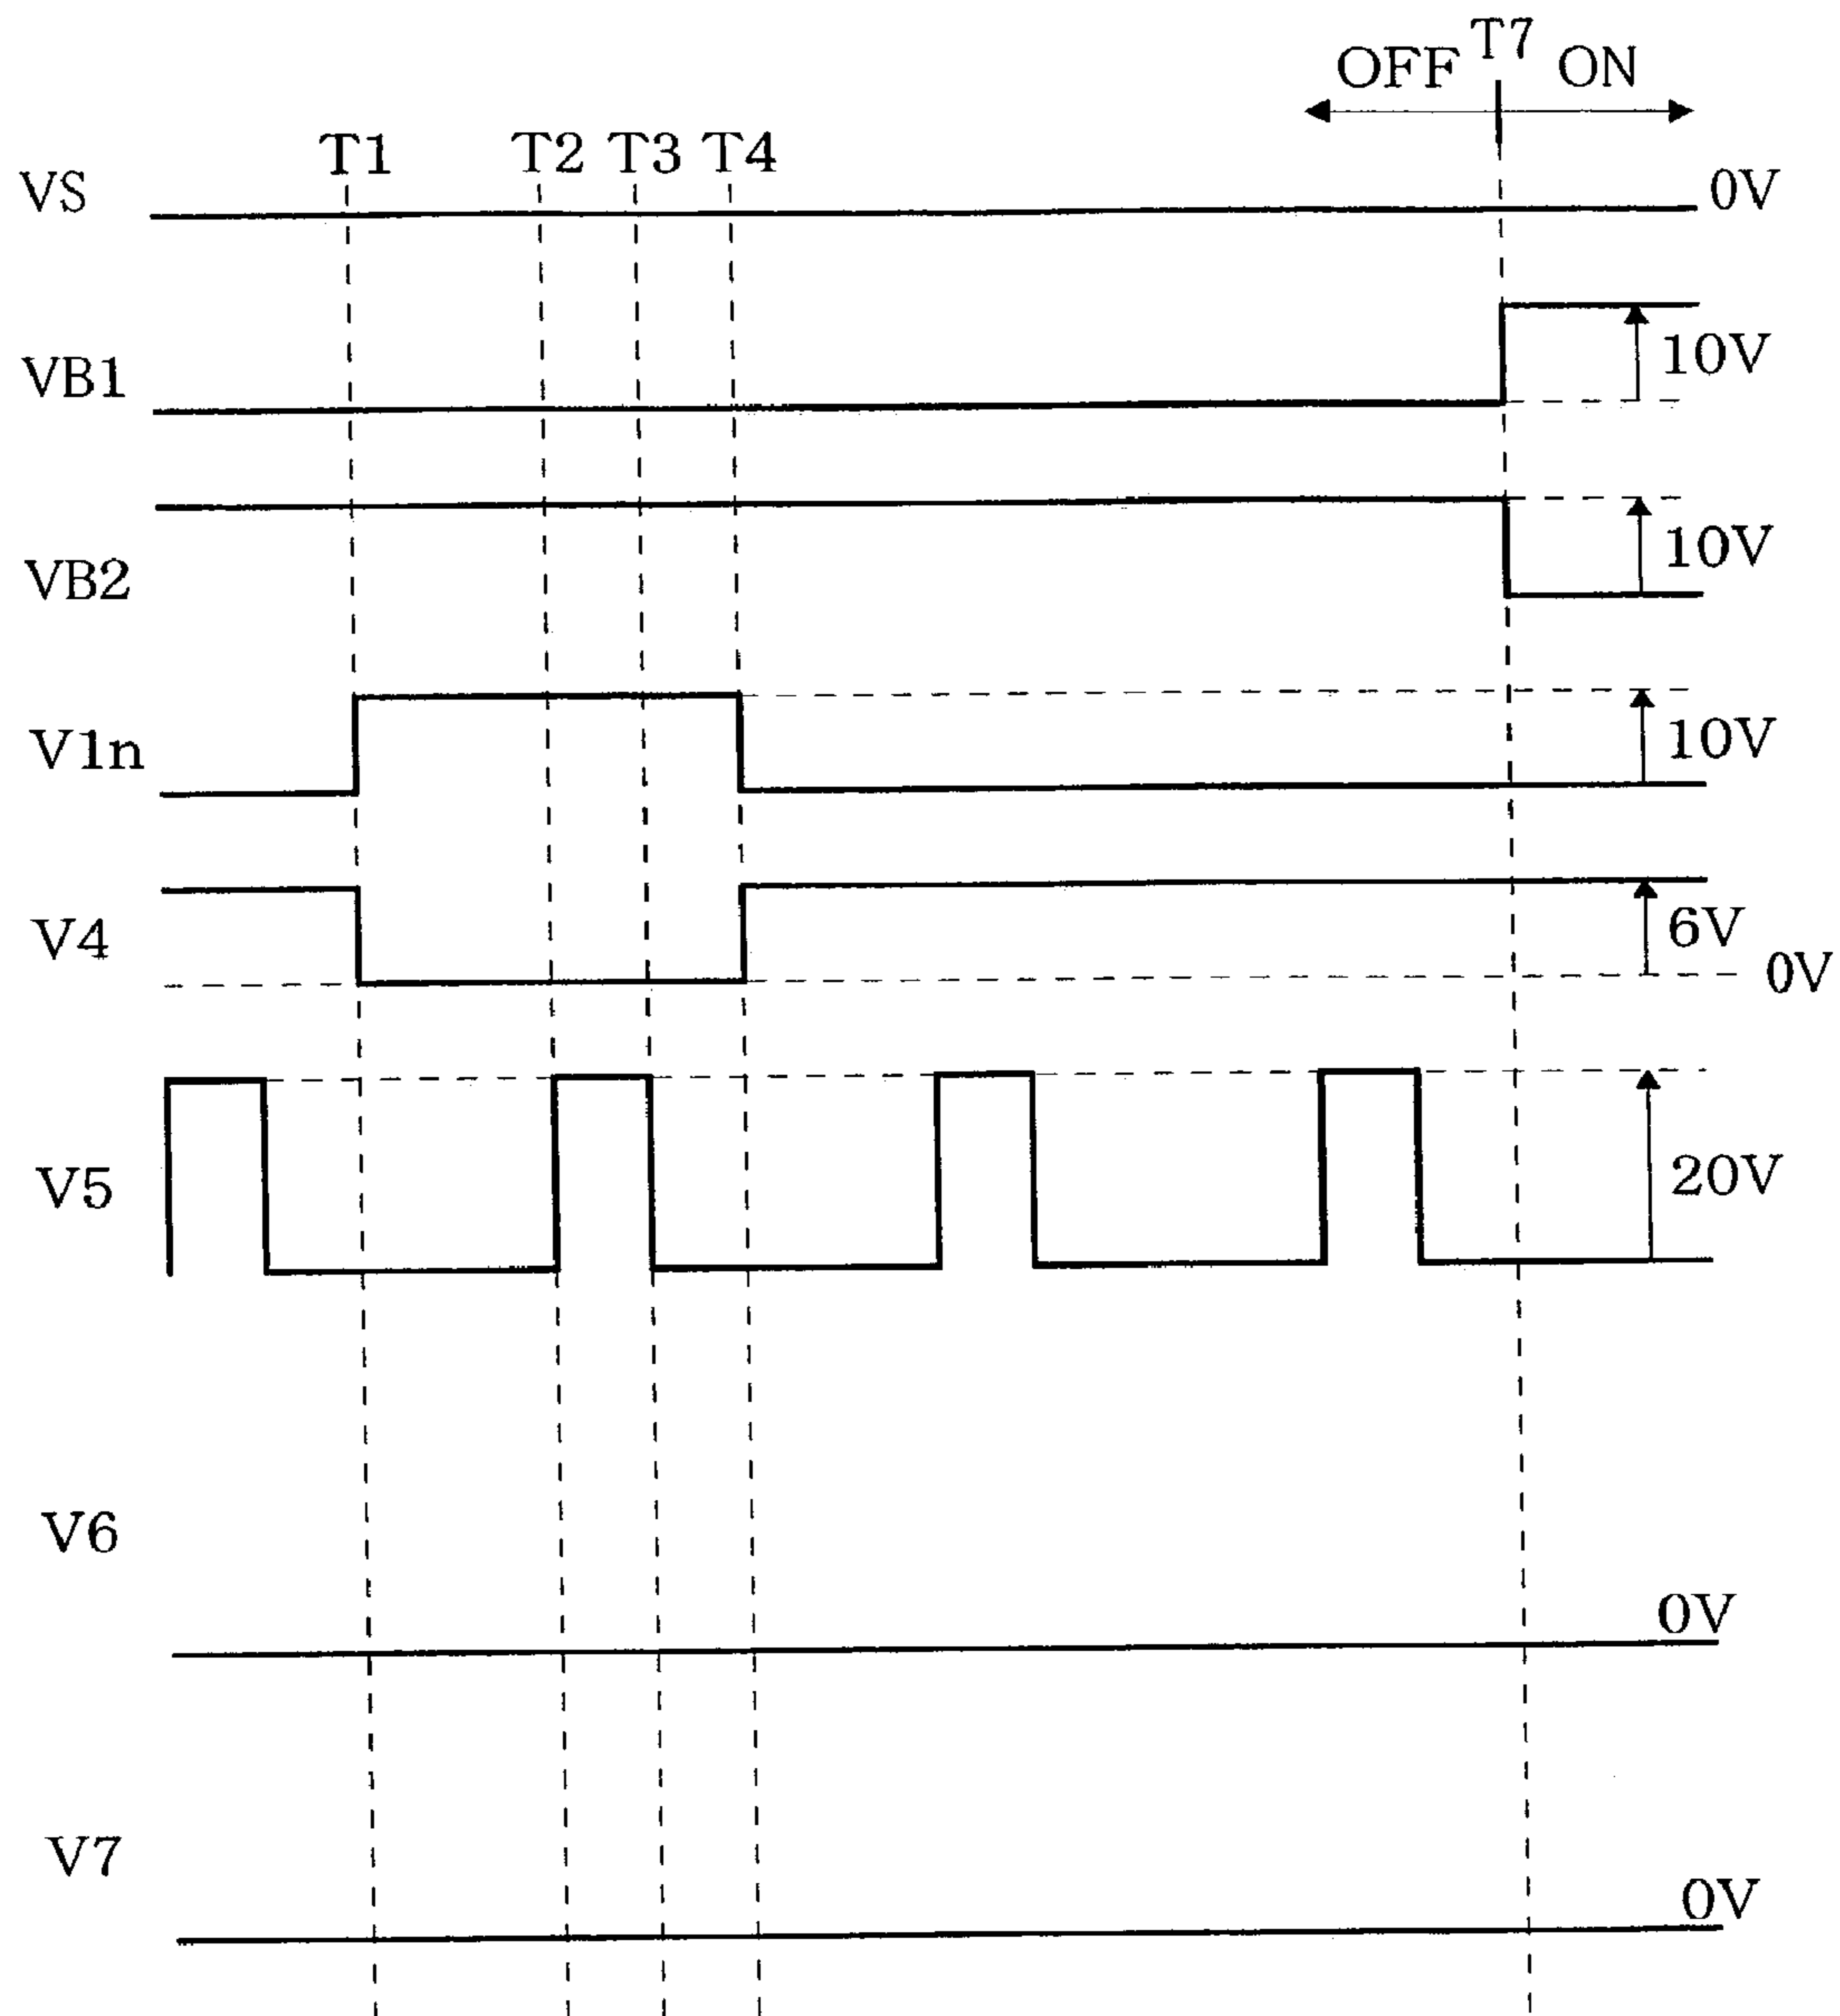 OFF T7 ON
T1 T2 T3 T4
VS 0V
VB1 10V
VB2 10V
V1n 10V
V4 6V
0V
V5 20V
V6
0V
V7
0V